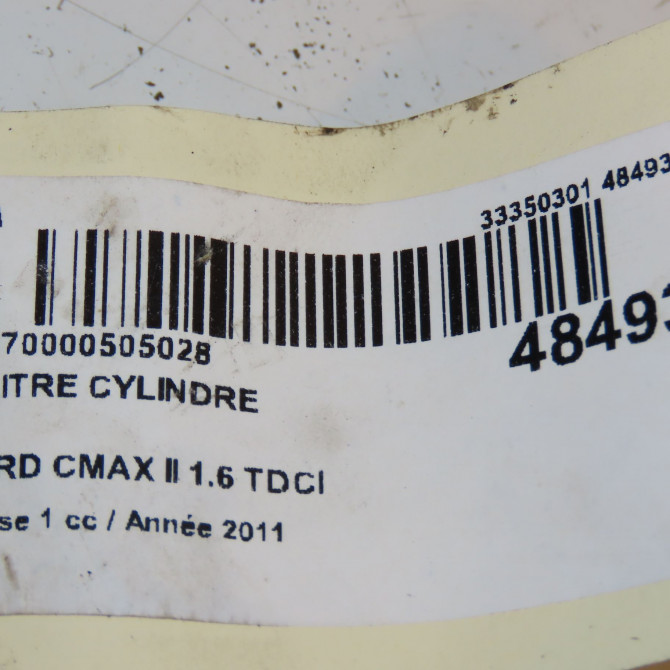 33350301 48493
48493
70000505028
ITRE CYLINDRE
RD CMAX II 1.6 TDCI
se 1 cc / Année 2011